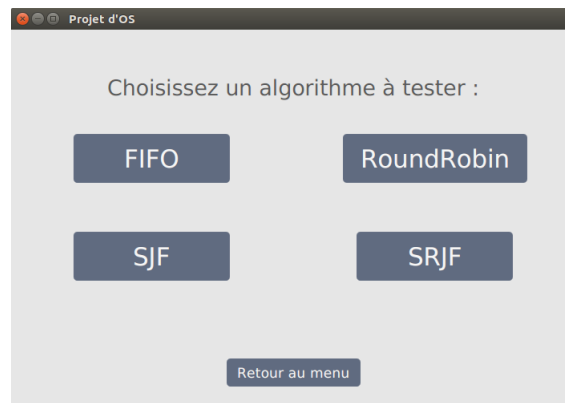 Projet d'OS
Choisissez un algorithme à tester :
FIFO
RoundRobin
SJF
SRJF
Retour au menu